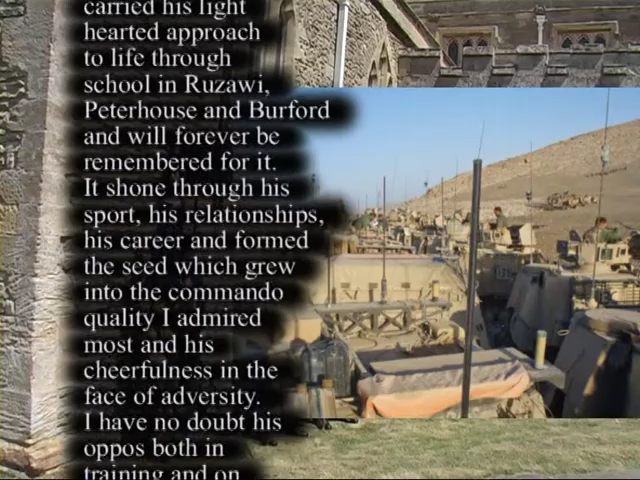 carried his light
hearted approach
to life through
school in Ruzawi,
Peterhouse and Burford
and will forever be
remembered for it.
It shone through his
sport, his relationships,
his career and formed
the seed which grew
into the commando
quality I admired
most and his
cheerfulness in the
face of adversity.
I have no doubt his
oppos both in
training and on